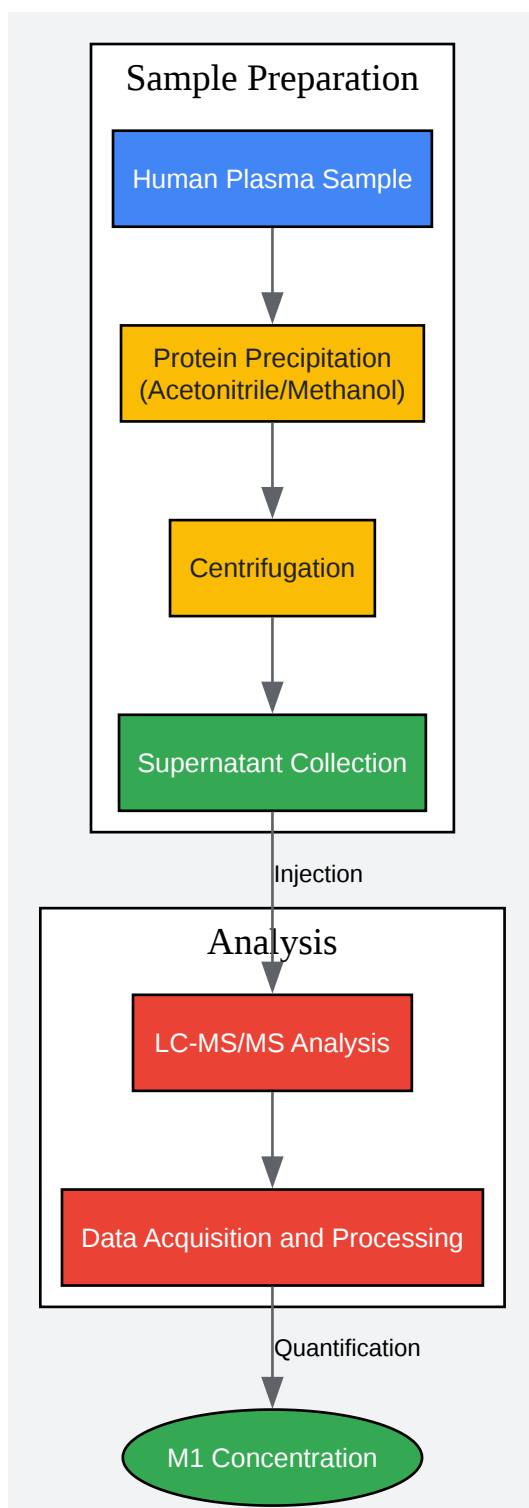 Sample Preparation
Human Plasma Sample
Protein Precipitation
(Acetonitrile/Methanol)
Centrifugation
Supernatant Collection
Injection
Analysis
LC-MS/MS Analysis
Data Acquisition and Processing
Quantification
M1 Concentration